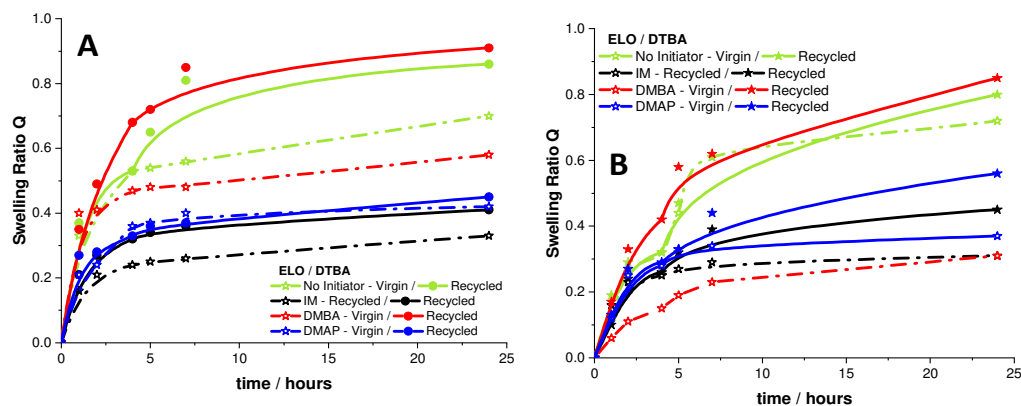 A
1.0
0.8
0.6
0.4
0.2
0.0
Swelling Ratio Q
0
5
10
15
20
25
time / hours
ELO / DTBA
No Initiator - Virgin / Recycled
IM - Recycled / Recycled
DMBA - Virgin / Recycled
DMAP - Virgin / Recycled
B
1.0
0.8
0.6
0.4
0.2
0.0
Swelling Ratio Q
0
5
10
15
20
25
time / hours
ELO / DTBA
No Initiator - Virgin / Recycled
IM - Recycled / Recycled
DMBA - Virgin / Recycled
DMAP - Virgin / Recycled